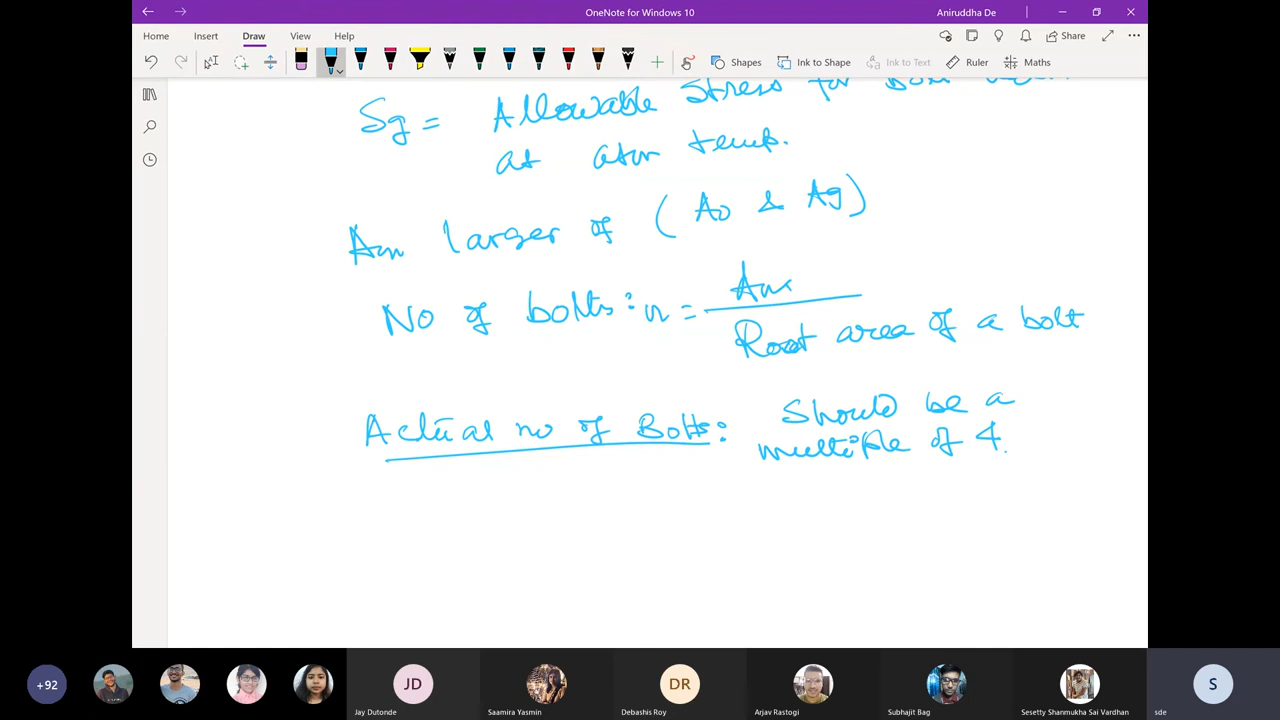 OneNote for Windows 10
Aniruddha De
Home Insert Draw View Help
Share
Shapes Ink to Shape Ink to Text Ruler Maths
Sg = Allowable Stress for Bolt
at atm temp.
Am larger of (Ao & Ag)
No of bolts : n = Am
Root area of a bolt
Actual no of Bolts : Should be a
multiple of 4.
+92
JD
DR
S
Jay Dutonde
Saamira Yasmin
Debashis Roy
Arjav Rastogi
Subhajit Bag
Sesetty Shanmukha Sai Vardhan
sde